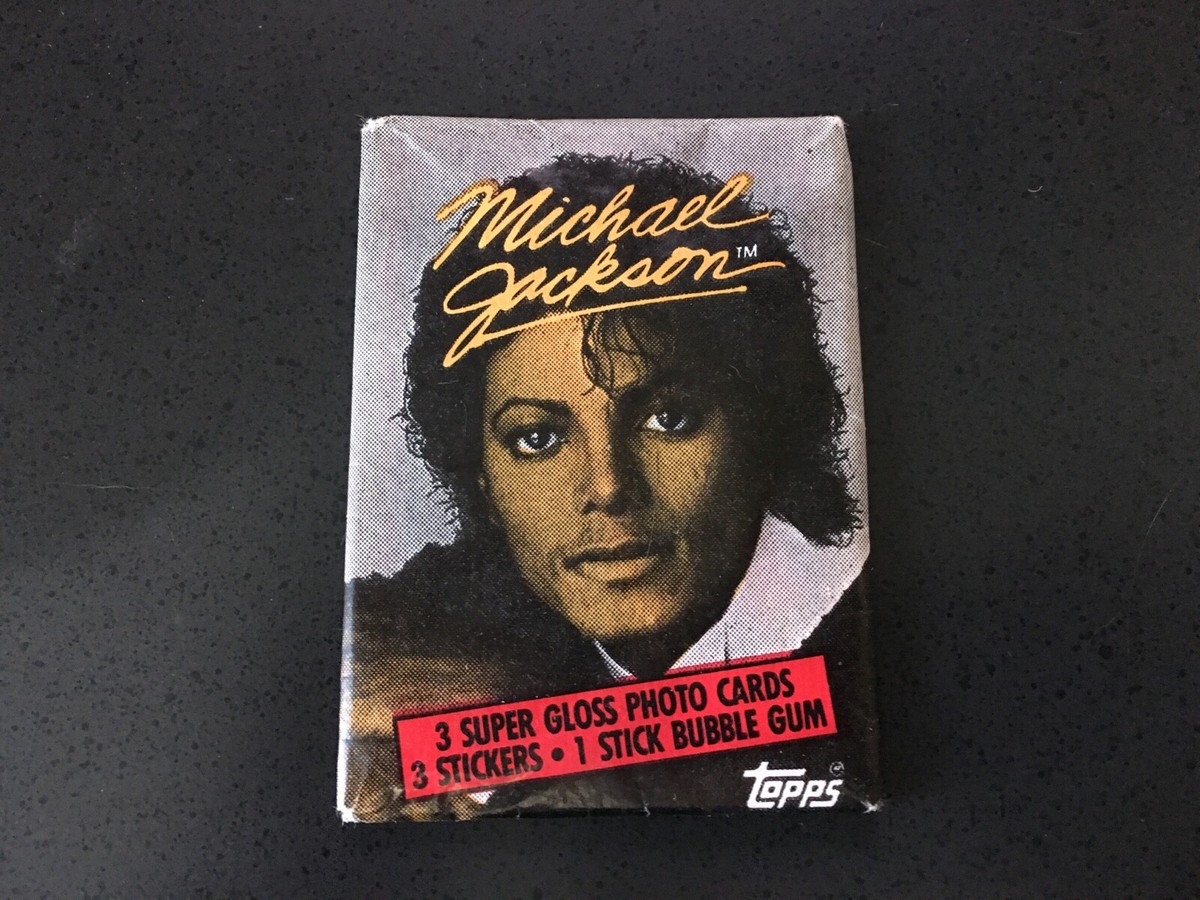 Michael
Jackson™
3 SUPER GLOSS PHOTO CARDS
3 STICKERS • 1 STICK BUBBLE GUM
topps